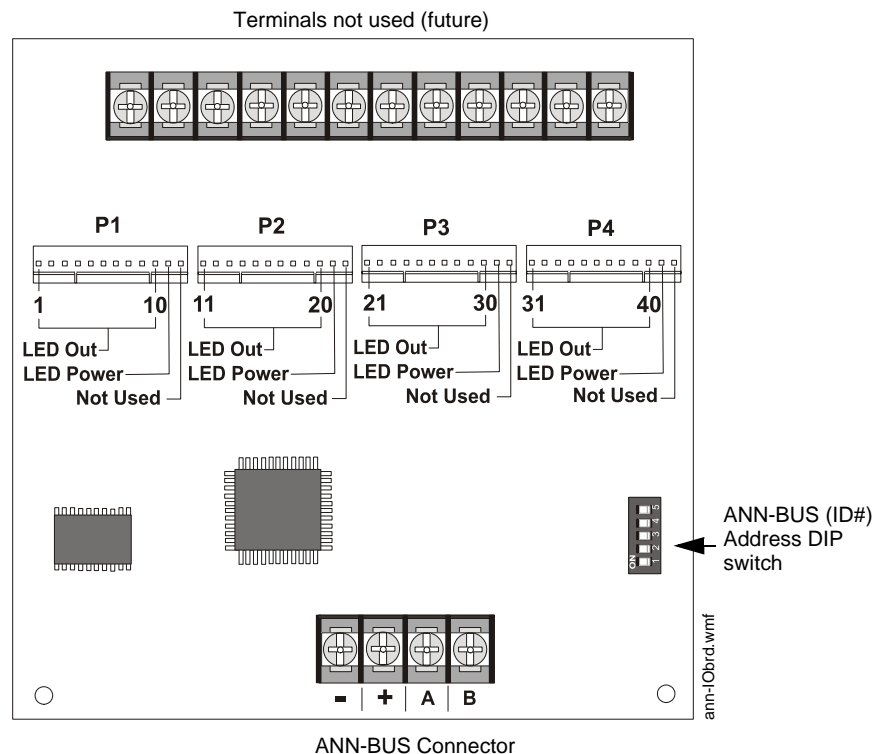 Terminals not used (future)
P1 P2 P3 P4
1 10 11 20 21 30 31 40
LED Out LED Out LED Out LED Out
LED Power LED Power LED Power LED Power
Not Used Not Used Not Used Not Used
ON 1 2 3 4 5
ANN-BUS (ID#)
Address DIP
switch
- + A B
ann-IObrd.wmf
ANN-BUS Connector